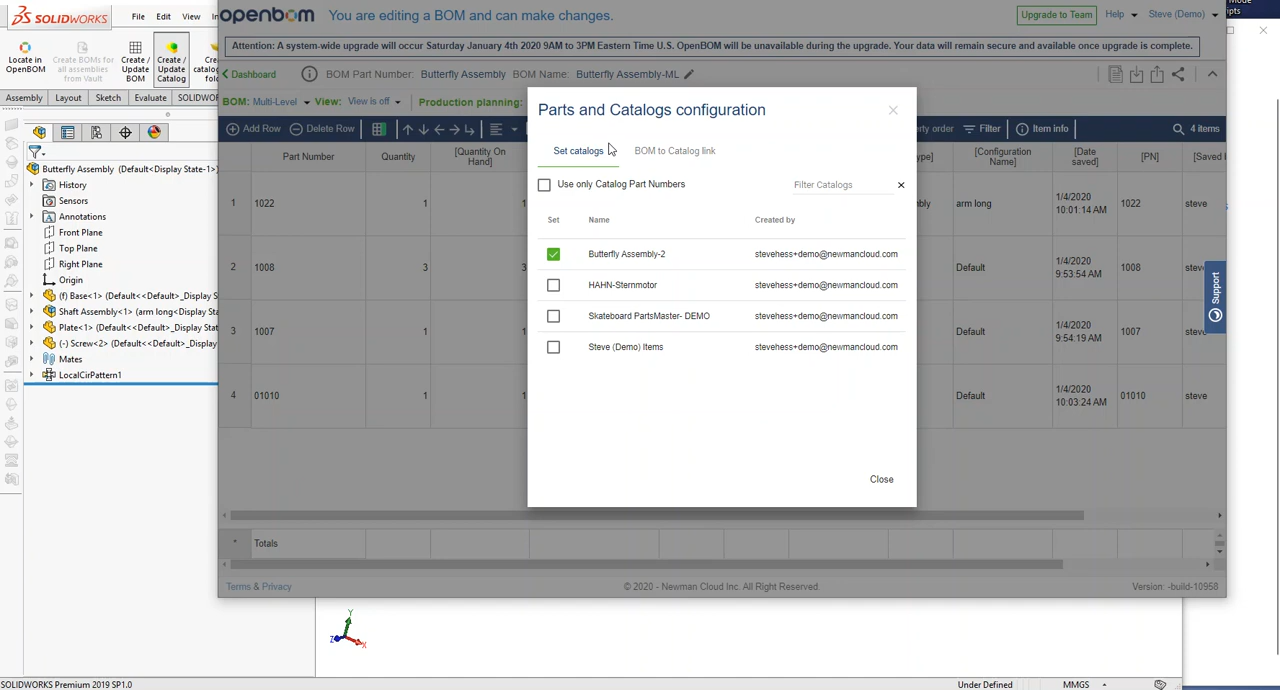 SOLIDWORKS
File
Edit
View
Locate in OpenBOM
Create BOMs for all assemblies from Vault
Create / Update BOM
Create / Update Catalog
Assembly
Layout
Sketch
Evaluate
Butterfly Assembly (Default<Display State-1>)
History
Sensors
Annotations
Front Plane
Top Plane
Right Plane
Origin
(f) Base<1> (Default<<Default>_Display S
Shaft Assembly<1> (arm long<Display Sta
Plate<1> (Default<<Default>_Display Stat
(-) Screw<2> (Default<<Default>_Display
Mates
LocalCirPattern1
openbom
You are editing a BOM and can make changes.
Upgrade to Team
Help
Steve (Demo)
Attention: A system-wide upgrade will occur Saturday January 4th 2020 9AM to 3PM Eastern Time U.S. OpenBOM will be unavailable during the upgrade. Your data will remain secure and available once upgrade is complete.
Dashboard
BOM Part Number: Butterfly Assembly BOM Name: Butterfly Assembly-ML
BOM: Multi-Level View: View is off Production planning:
Add Row
Delete Row
erty order
Filter
Item info
4 items
Part Number
Quantity
[Quantity On Hand]
ype]
[Configuration Name]
[Date saved]
[PN]
1 1022 1 1 bly arm long 1/4/2020 10:01:14 AM 1022 steve
2 1008 3 3 Default 1/4/2020 9:53:54 AM 1008 steve
3 1007 1 1 Default 1/4/2020 9:54:19 AM 1007 steve
4 01010 1 1 Default 1/4/2020 10:03:24 AM 01010 steve
* Totals
Parts and Catalogs configuration
Set catalogs
BOM to Catalog link
Use only Catalog Part Numbers
Filter Catalogs
Set Name Created by
Butterfly Assembly-2 stevehess+demo@newmancloud.com
HAHN-Sternmotor stevehess+demo@newmancloud.com
Skateboard PartsMaster- DEMO stevehess+demo@newmancloud.com
Steve (Demo) Items stevehess+demo@newmancloud.com
Close
Support
Terms & Privacy
© 2020 - Newman Cloud Inc. All Right Reserved.
Version: -build-10958
Y
Z
X
SOLIDWORKS Premium 2019 SP1.0
Under Defined
MMGS